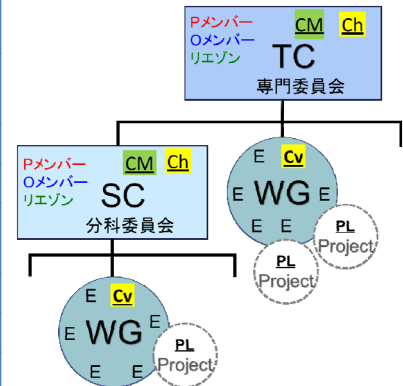 Pメンバー CM Ch
Oメンバー
リエゾン TC
専門委員会
Pメンバー CM Ch
Oメンバー
リエゾン SC
分科委員会
E Cv
E WG E
E E
PL
Project
PL
Project
E Cv
E WG E
E E
PL
Project